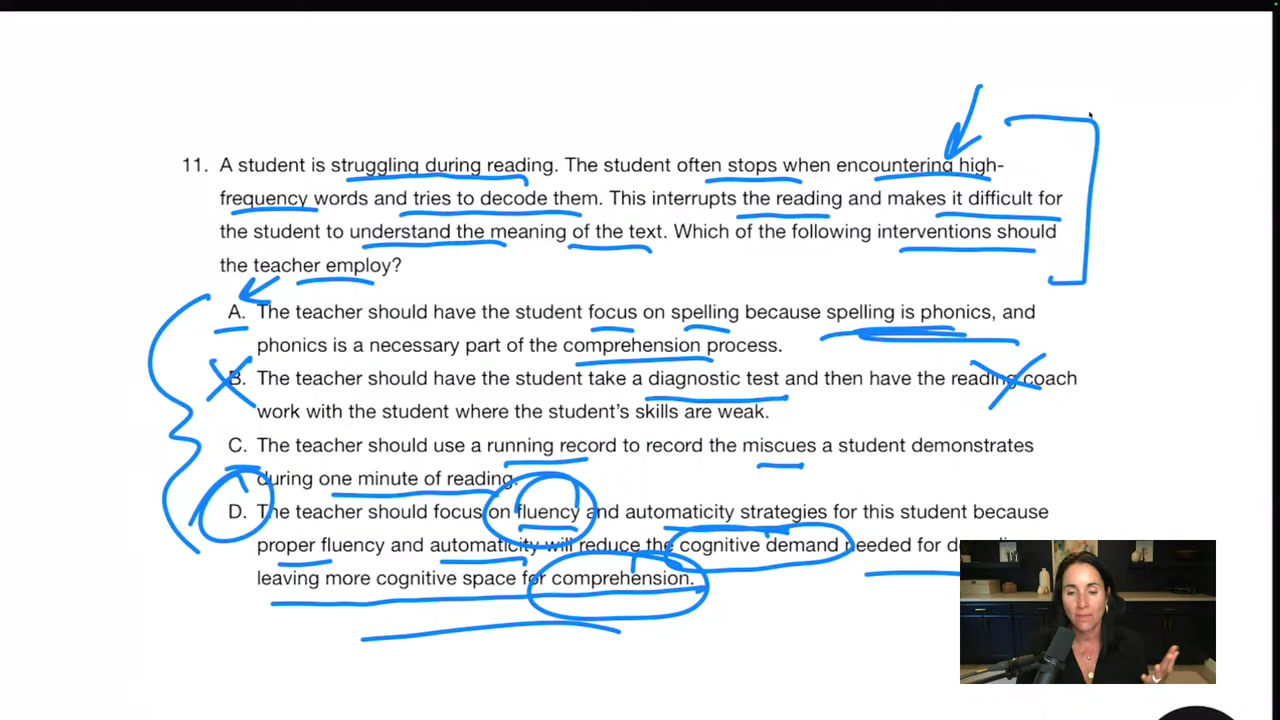 11. A student is struggling during reading. The student often stops when encountering high-
frequency words and tries to decode them. This interrupts the reading and makes it difficult for
the student to understand the meaning of the text. Which of the following interventions should
the teacher employ?
A. The teacher should have the student focus on spelling because spelling is phonics, and
phonics is a necessary part of the comprehension process.
B. The teacher should have the student take a diagnostic test and then have the reading coach
work with the student where the student's skills are weak.
C. The teacher should use a running record to record the miscues a student demonstrates
during one minute of reading.
D. The teacher should focus on fluency and automaticity strategies for this student because
proper fluency and automaticity will reduce the cognitive demand needed for
leaving more cognitive space for comprehension.